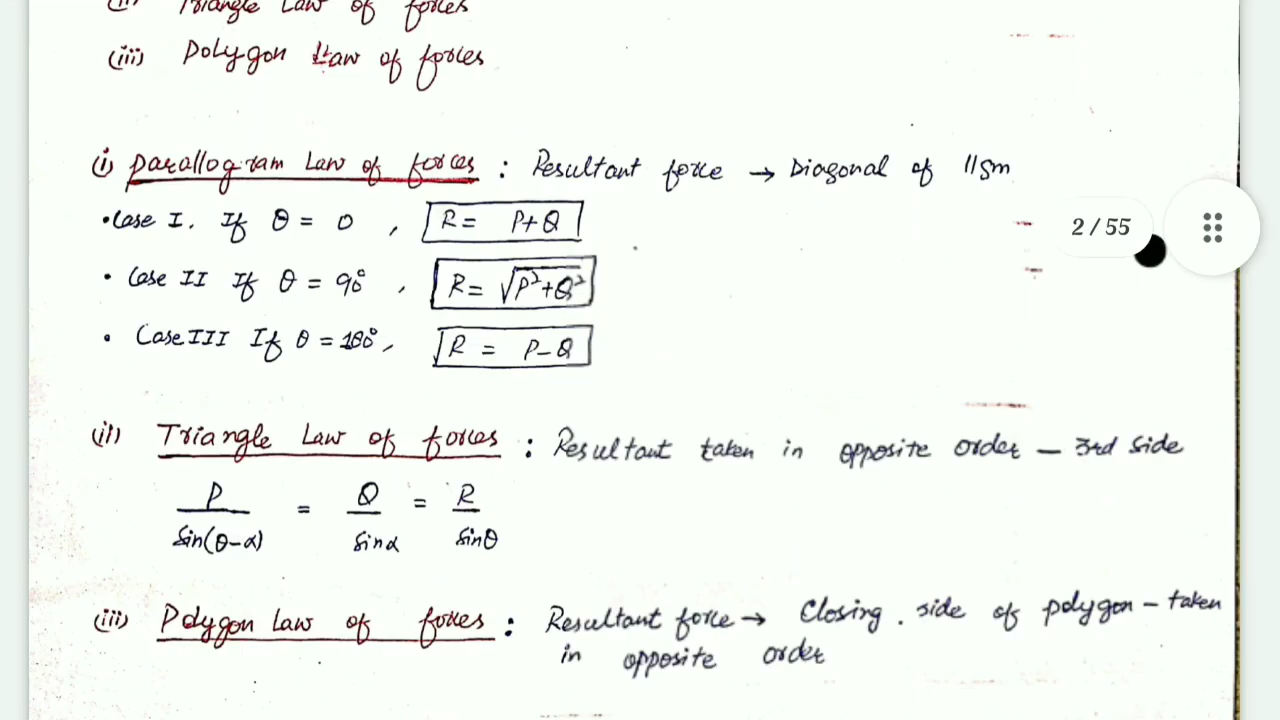 (ii) Triangle Law of forces
(iii) Polygon Law of forces
(i) Parallogram Law of forces : Resultant force → Diagonal of ||gm
•Case I. If θ = 0 , R = P+Q
2 / 55
• Case II If θ = 90° , R = √P²+Q²
• Case III If θ = 180°, R = P-Q
(ii) Triangle Law of forces : Resultant taken in opposite order - 3rd side
P/sin(θ-α) = Q/sinα = R/sinθ
(iii) Polygon Law of forces : Resultant force → Closing . side of polygon - taken
in opposite order